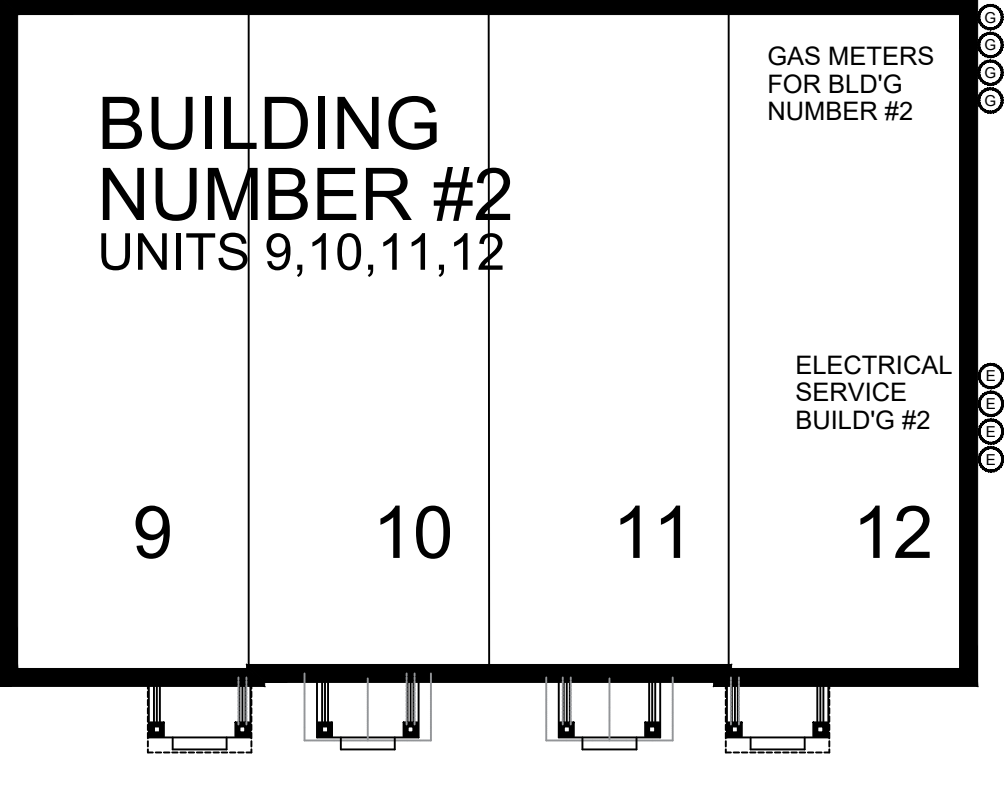 G
G
G
G
GAS METERS
FOR BLD'G
NUMBER #2
BUILDING
NUMBER #2
UNITS 9,10,11,12
ELECTRICAL
SERVICE
BUILD'G #2
E
E
E
E
9
10
11
12